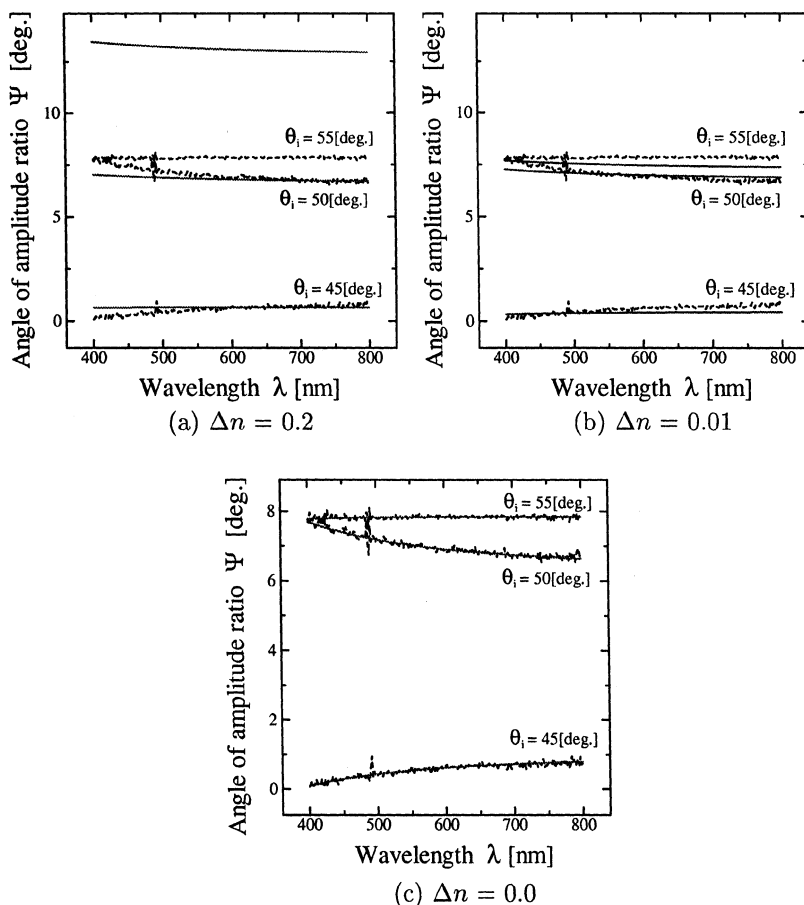 Angle of amplitude ratio Ψ [deg.]
10
5
0
θi = 55[deg.]
θi = 50[deg.]
θi = 45[deg.]
400 500 600 700 800
Wavelength λ [nm]
(a) Δn = 0.2
Angle of amplitude ratio Ψ [deg.]
10
5
0
θi = 55[deg.]
θi = 50[deg.]
θi = 45[deg.]
400 500 600 700 800
Wavelength λ [nm]
(b) Δn = 0.01
Angle of amplitude ratio Ψ [deg.]
8
6
4
2
0
θi = 55[deg.]
θi = 50[deg.]
θi = 45[deg.]
400 500 600 700 800
Wavelength λ [nm]
(c) Δn = 0.0